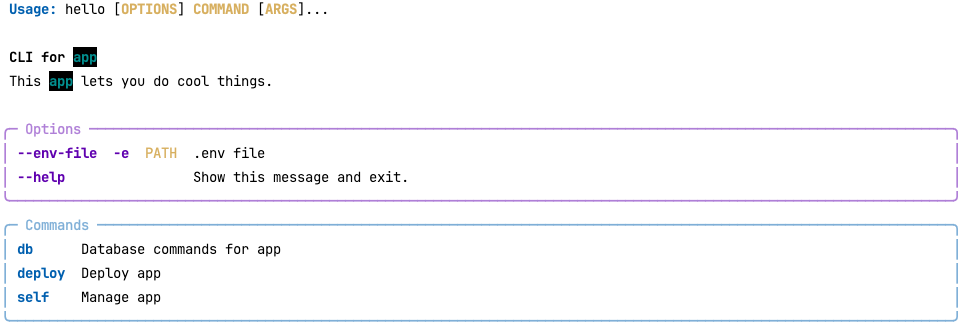 Usage: hello [OPTIONS] COMMAND [ARGS]...
CLI for app
This app lets you do cool things.
Options
--env-file -e PATH .env file
--help Show this message and exit.
Commands
db Database commands for app
deploy Deploy app
self Manage app